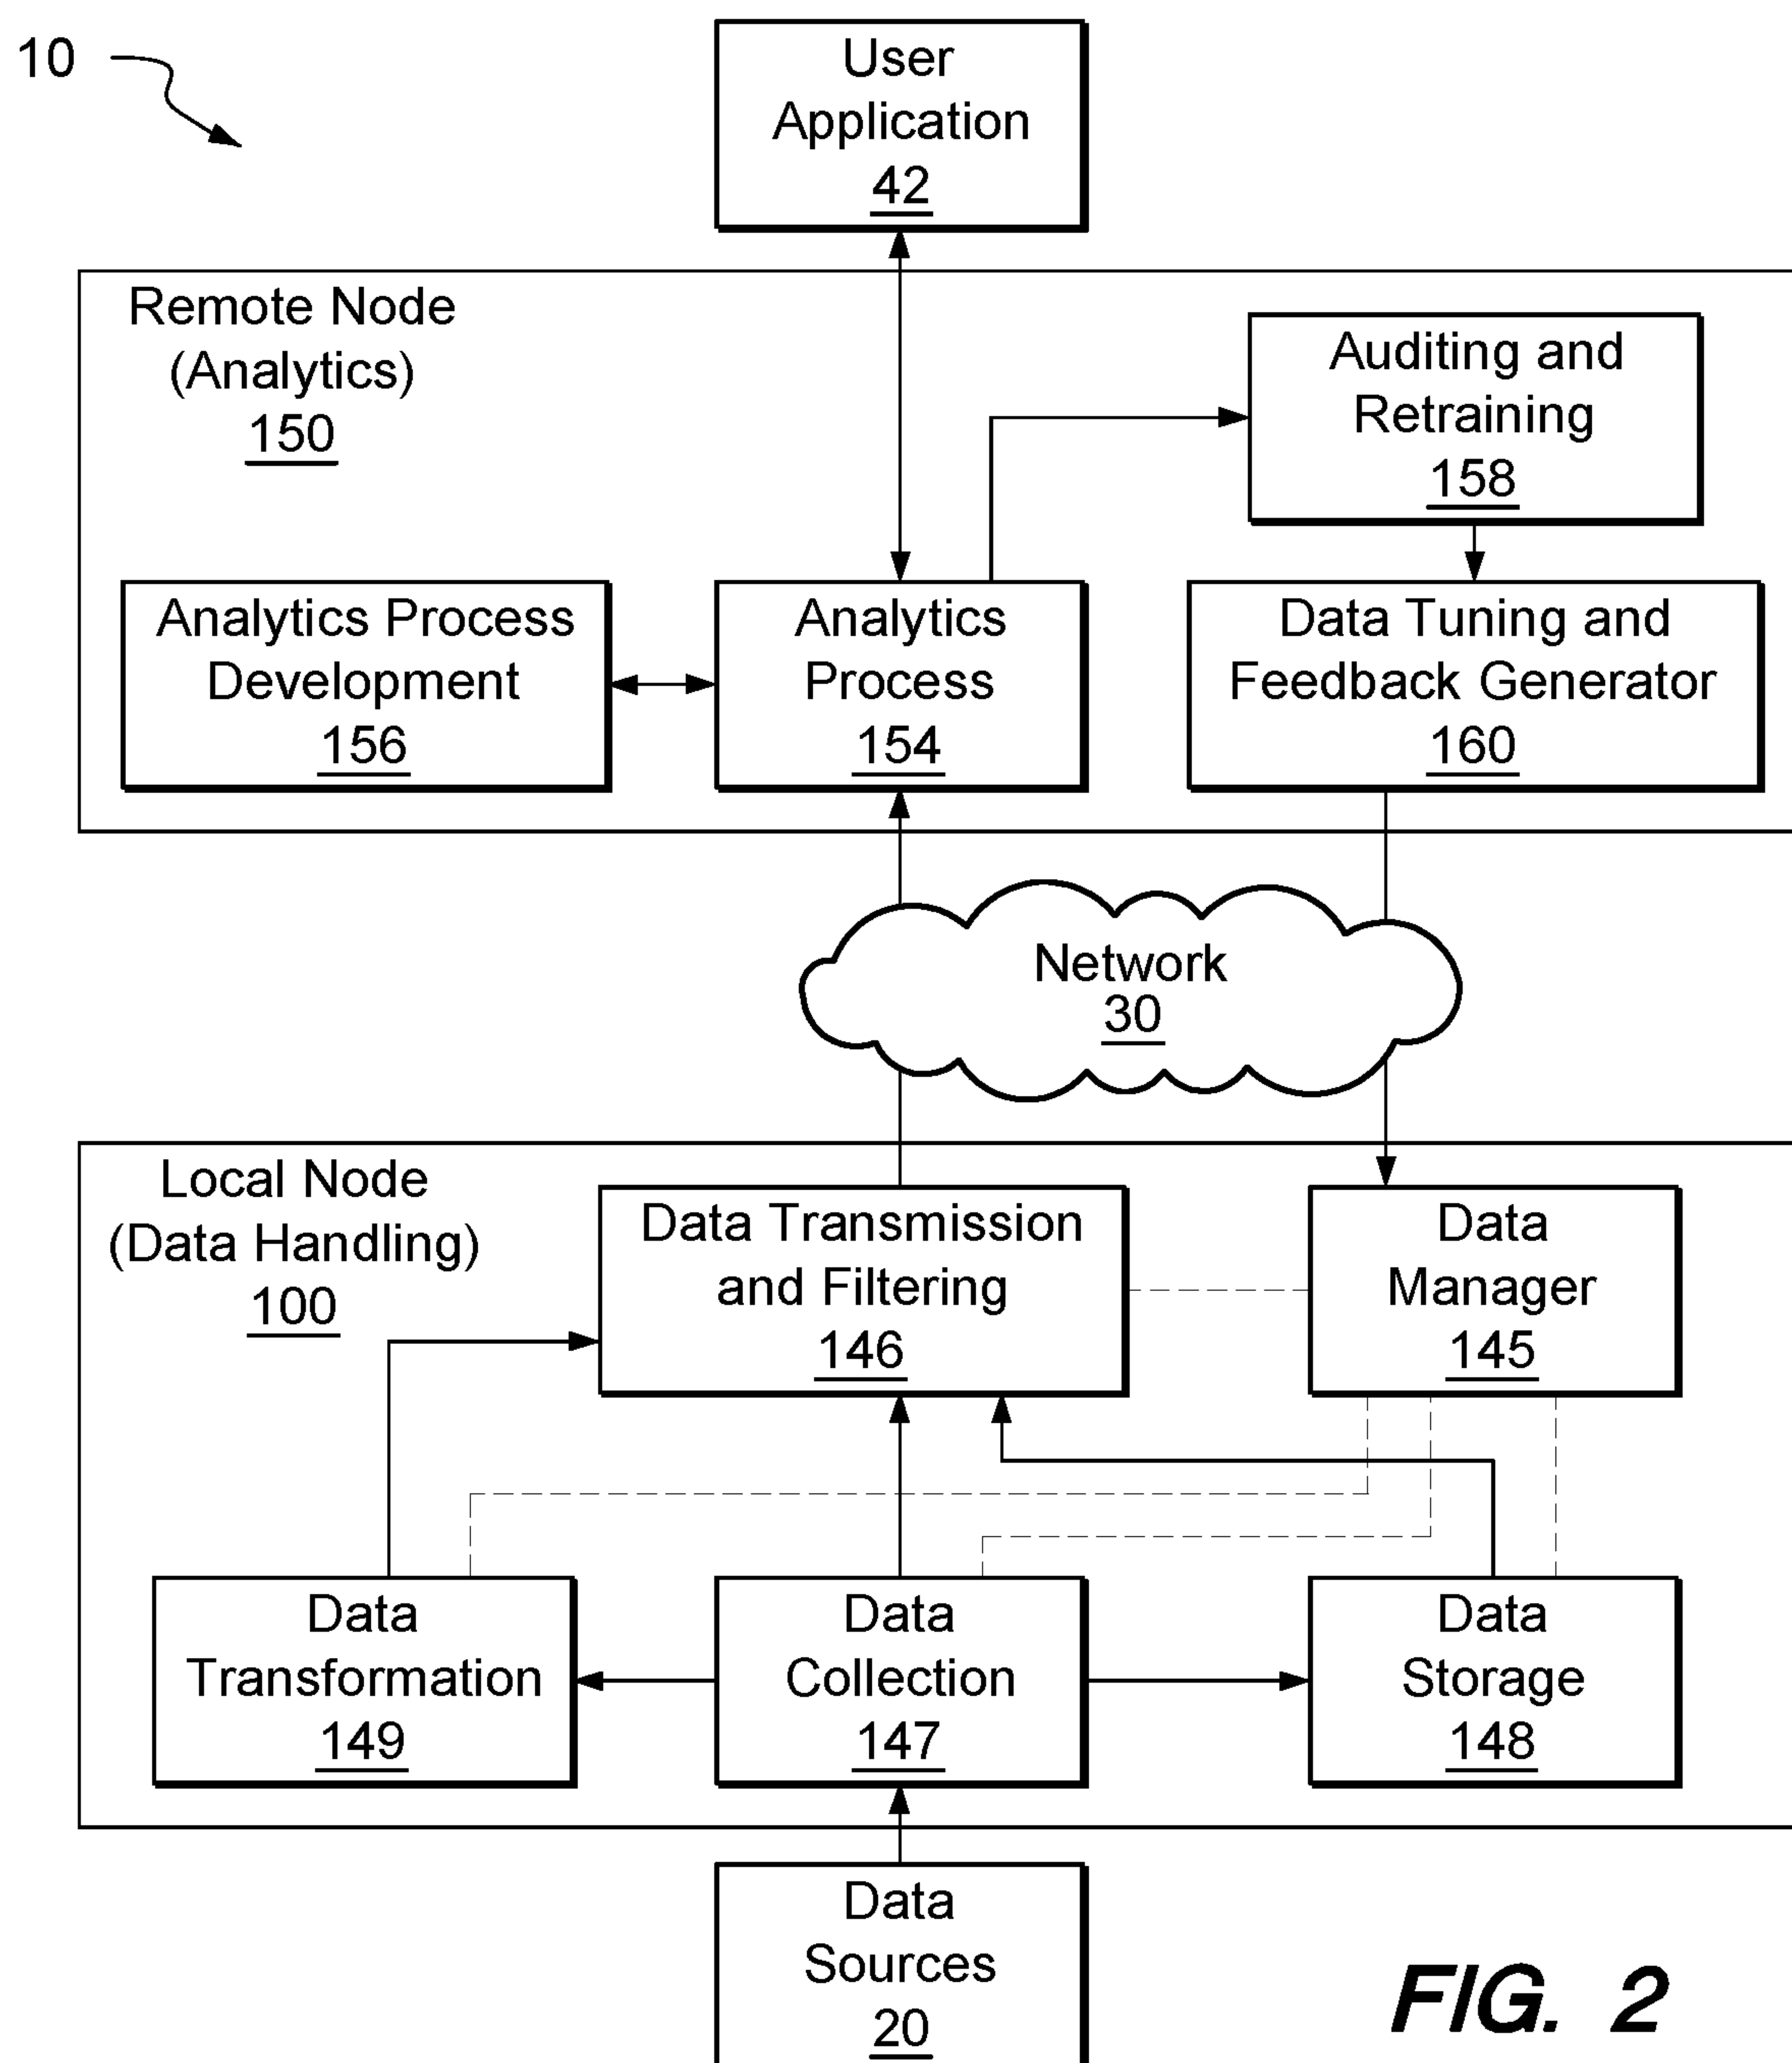 10
User
Application
42
Remote Node
(Analytics)
150
Auditing and
Retraining
158
Analytics Process
Development
156
Analytics
Process
154
Data Tuning and
Feedback Generator
160
Network
30
Local Node
(Data Handling)
100
Data Transmission
and Filtering
146
Data
Manager
145
Data
Transformation
149
Data
Collection
147
Data
Storage
148
Data
Sources
20
FIG. 2